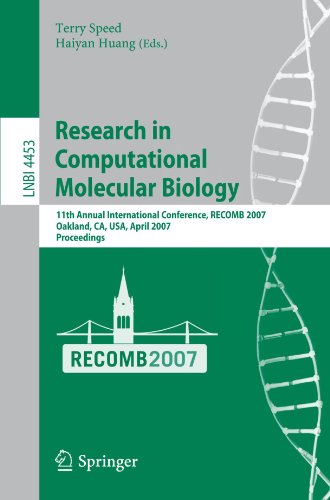 Terry Speed
Haiyan Huang (Eds.)
LNBI 4453
Research in
Computational
Molecular Biology
11th Annual International Conference, RECOMB 2007
Oakland, CA, USA, April 2007
Proceedings
RECOMB2007
Springer